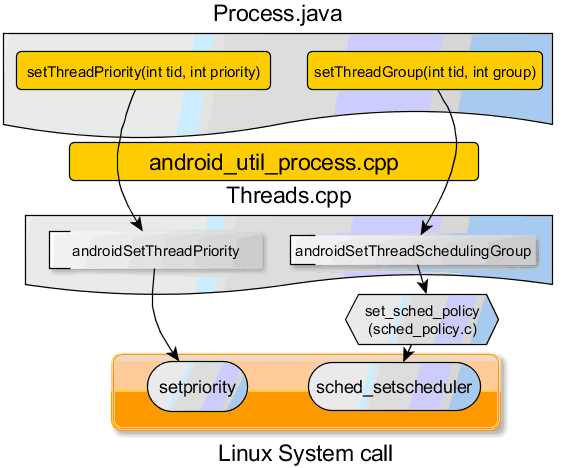 Process.java
setThreadPriority(int tid, int priority)
setThreadGroup(int tid, int group)
android_util_process.cpp
Threads.cpp
androidSetThreadPriority
androidSetThreadSchedulingGroup
set_sched_policy
(sched_policy.c)
setpriority
sched_setscheduler
Linux System call